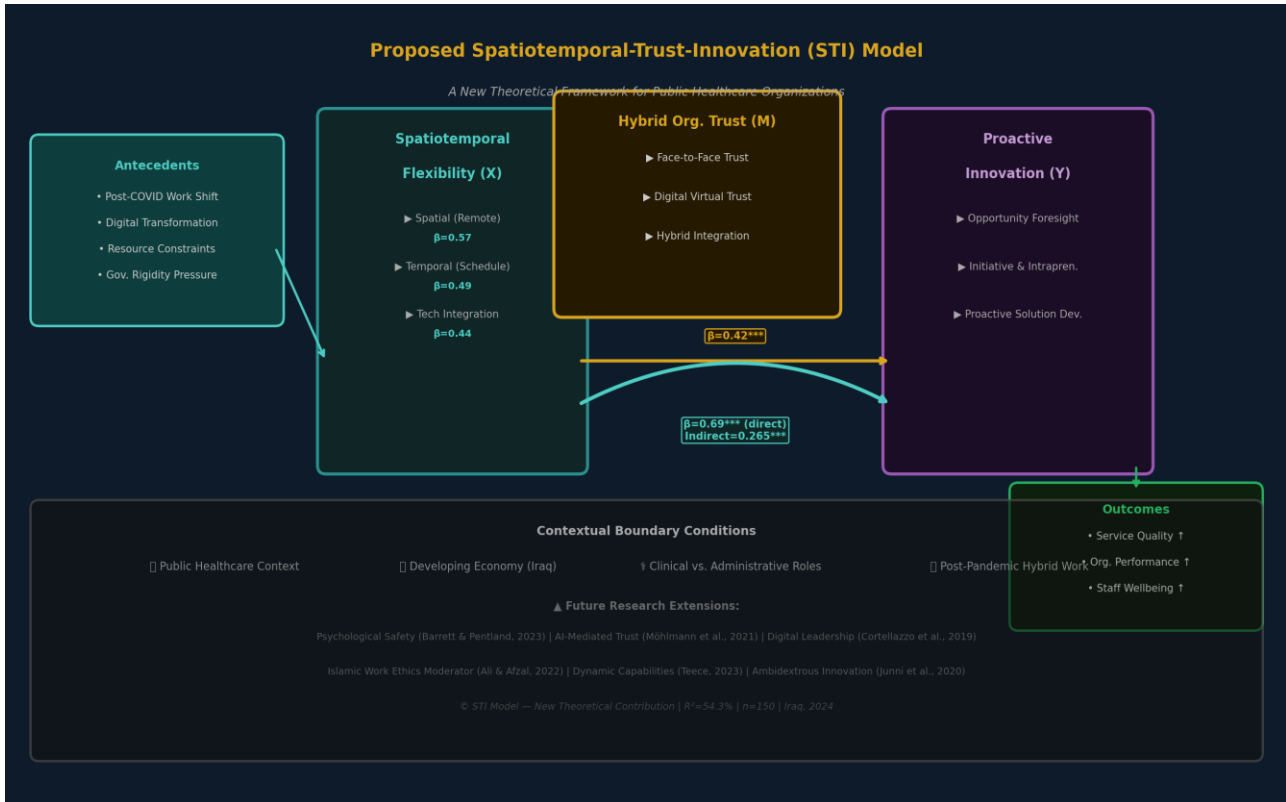 Proposed Spatiotemporal-Trust-Innovation (STI) Model
A New Theoretical Framework for Public Healthcare Organizations
Antecedents
• Post-COVID Work Shift
• Digital Transformation
• Resource Constraints
• Gov. Rigidity Pressure
Spatiotemporal
Flexibility (X)
▶ Spatial (Remote)
β=0.57
▶ Temporal (Schedule)
β=0.49
▶ Tech Integration
β=0.44
Hybrid Org. Trust (M)
▶ Face-to-Face Trust
▶ Digital Virtual Trust
▶ Hybrid Integration
β=0.42***
β=0.69*** (direct)
Indirect=0.265***
Proactive
Innovation (Y)
▶ Opportunity Foresight
▶ Initiative & Intrapren.
▶ Proactive Solution Dev.
Outcomes
• Service Quality ↑
• Org. Performance ↑
• Staff Wellbeing ↑
Contextual Boundary Conditions
▯ Public Healthcare Context
▯ Developing Economy (Iraq)
⚕ Clinical vs. Administrative Roles
▯ Post-Pandemic Hybrid Work
▲ Future Research Extensions:
Psychological Safety (Barrett & Pentland, 2023) | AI-Mediated Trust (Möhlmann et al., 2021) | Digital Leadership (Cortellazzo et al., 2019)
Islamic Work Ethics Moderator (Ali & Afzal, 2022) | Dynamic Capabilities (Teece, 2023) | Ambidextrous Innovation (Junni et al., 2020)
© STI Model — New Theoretical Contribution | R²=54.3% | n=150 | Iraq, 2024